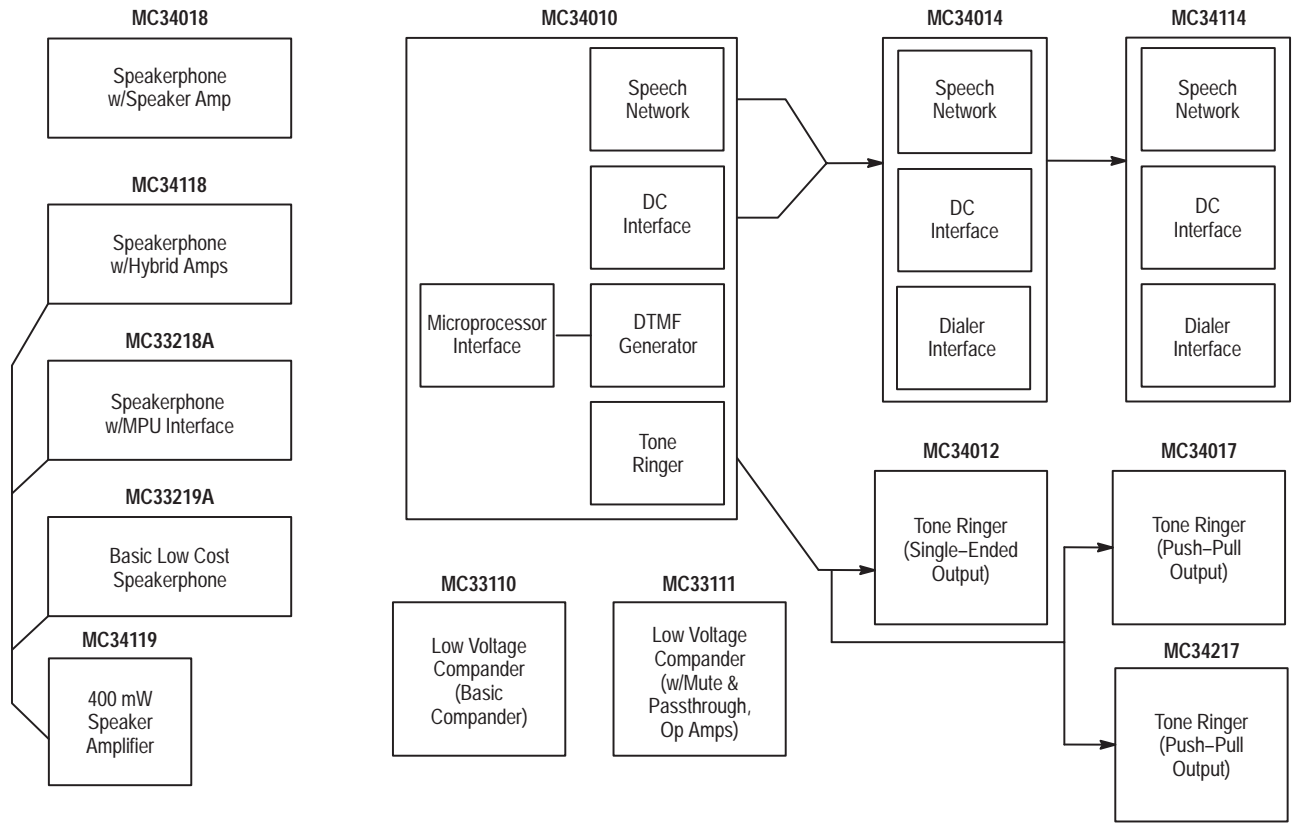 MC34018
Speakerphone
w/Speaker Amp
MC34118
Speakerphone
w/Hybrid Amps
MC33218A
Speakerphone
w/MPU Interface
MC33219A
Basic Low Cost
Speakerphone
MC34119
400 mW
Speaker
Amplifier
MC34010
Speech
Network
DC
Interface
Microprocessor
Interface
DTMF
Generator
Tone
Ringer
MC34014
Speech
Network
DC
Interface
Dialer
Interface
MC34114
Speech
Network
DC
Interface
Dialer
Interface
MC33110
Low Voltage
Compander
(Basic
Compander)
MC33111
Low Voltage
Compander
(w/Mute &
Passthrough,
Op Amps)
MC34012
Tone Ringer
(Single–Ended
Output)
MC34017
Tone Ringer
(Push–Pull
Output)
MC34217
Tone Ringer
(Push–Pull
Output)